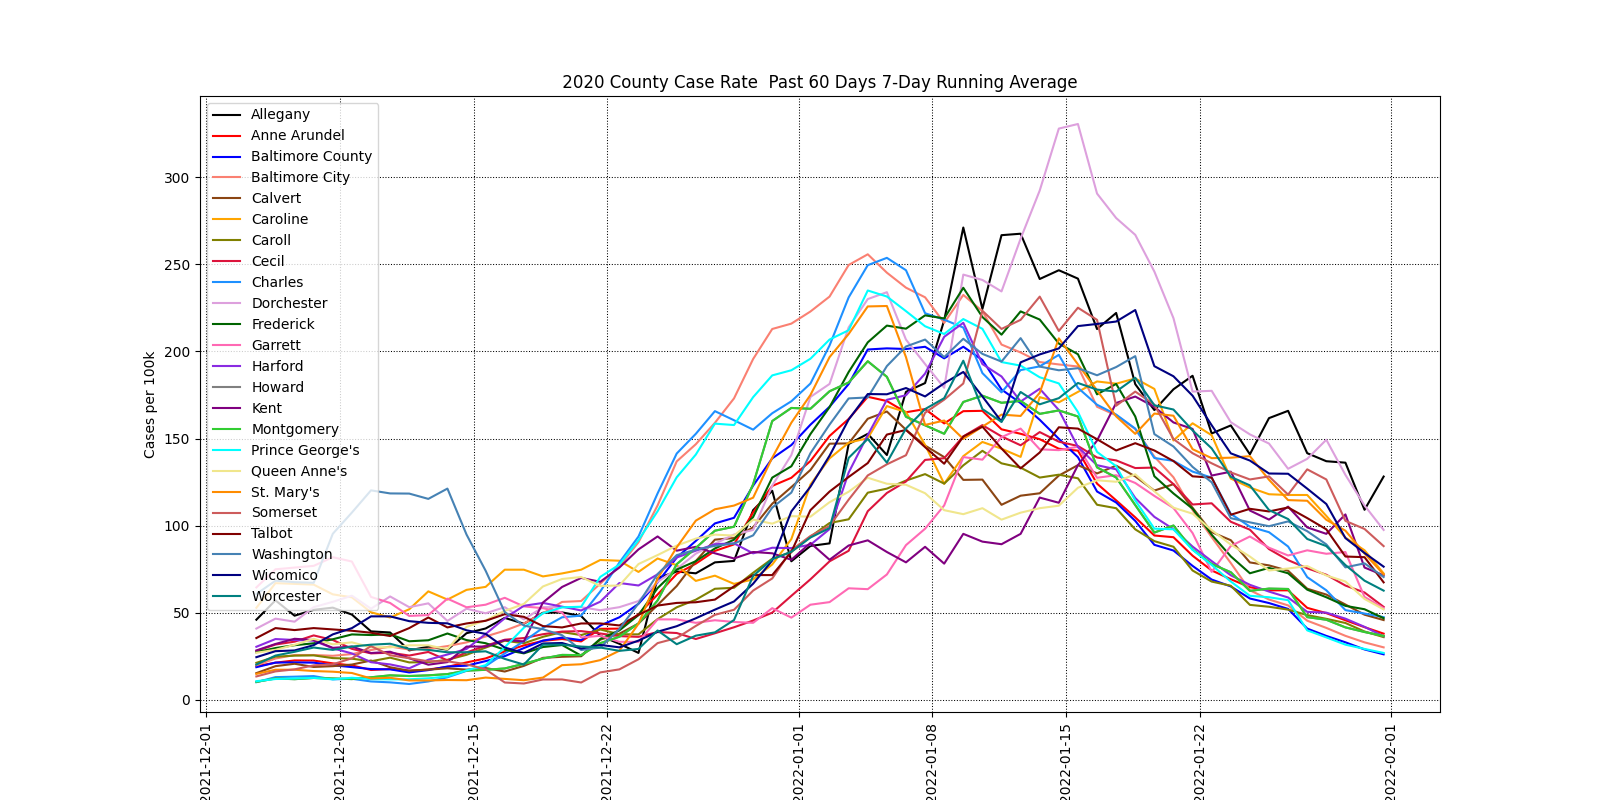 2020 County Case Rate  Past 60 Days 7-Day Running Average
Cases per 100k
300
250
200
150
100
50
0
Allegany
Anne Arundel
Baltimore County
Baltimore City
Calvert
Caroline
Caroll
Cecil
Charles
Dorchester
Frederick
Garrett
Harford
Howard
Kent
Montgomery
Prince George's
Queen Anne's
St. Mary's
Somerset
Talbot
Washington
Wicomico
Worcester
2021-12-01
2021-12-08
2021-12-15
2021-12-22
2022-01-01
2022-01-08
2022-01-15
2022-01-22
2022-02-01